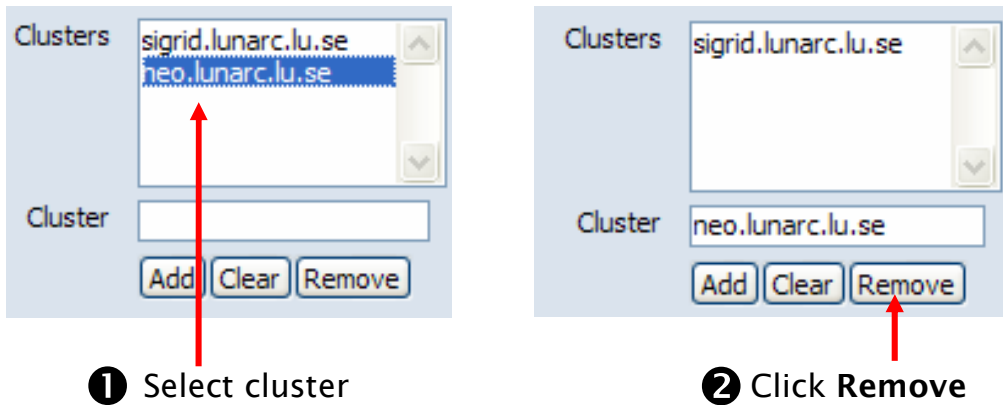 Clusters
sigrid.lunarc.lu.se
neo.lunarc.lu.se
Cluster
Add Clear Remove
❶ Select cluster
Clusters
sigrid.lunarc.lu.se
Cluster
neo.lunarc.lu.se
Add Clear Remove
❷ Click Remove